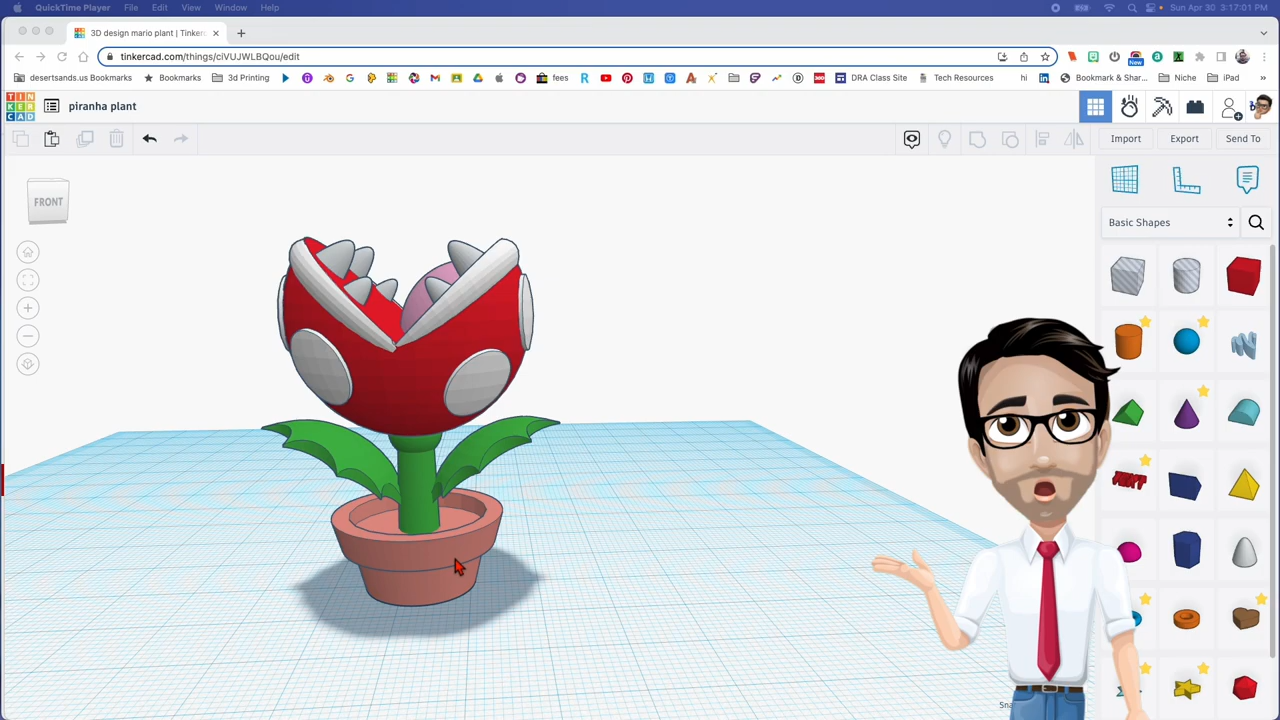 QuickTime Player File Edit View Window Help Sun Apr 30 3:17:01 PM
3D design mario plant | Tinker
tinkercad.com/things/ciVUJWLBQou/edit
New
desertsands.us Bookmarks Bookmarks 3d Printing fees DRA Class Site Tech Resources hi Bookmark & Shar... Niche iPad
TIN
KER
CAD
piranha plant
Import Export Send To
FRONT
Basic Shapes